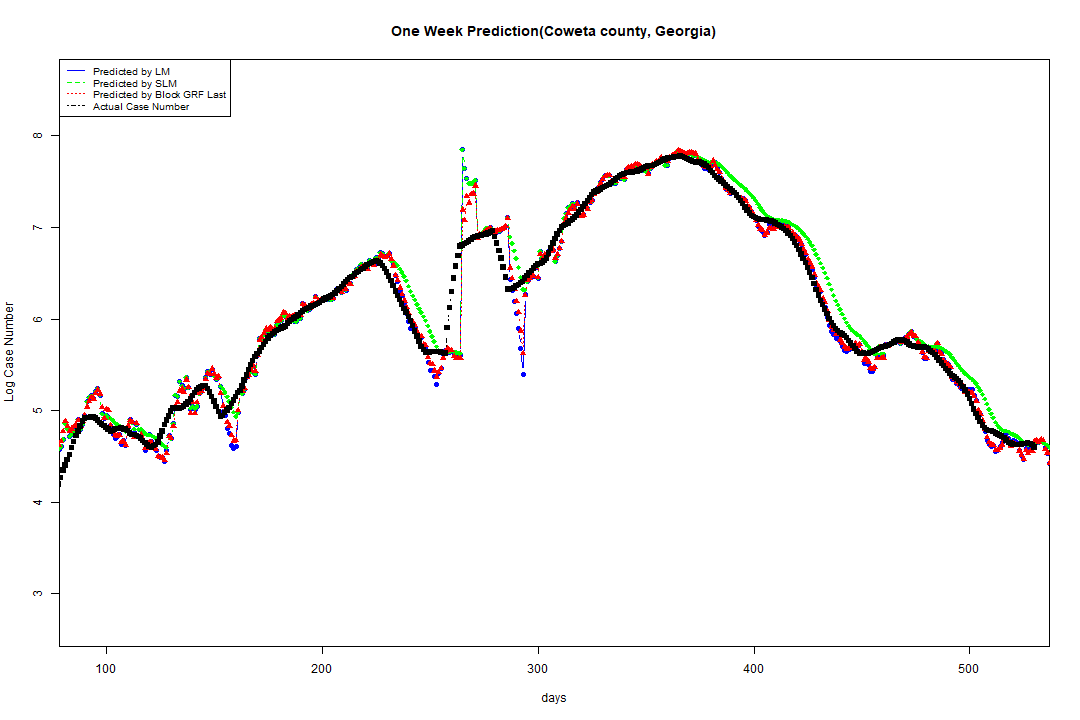 One Week Prediction(Coweta county, Georgia)
Predicted by LM
Predicted by SLM
Predicted by Block GRF Last
Actual Case Number
Log Case Number
8
7
6
5
4
3
100 200 300 400 500
days